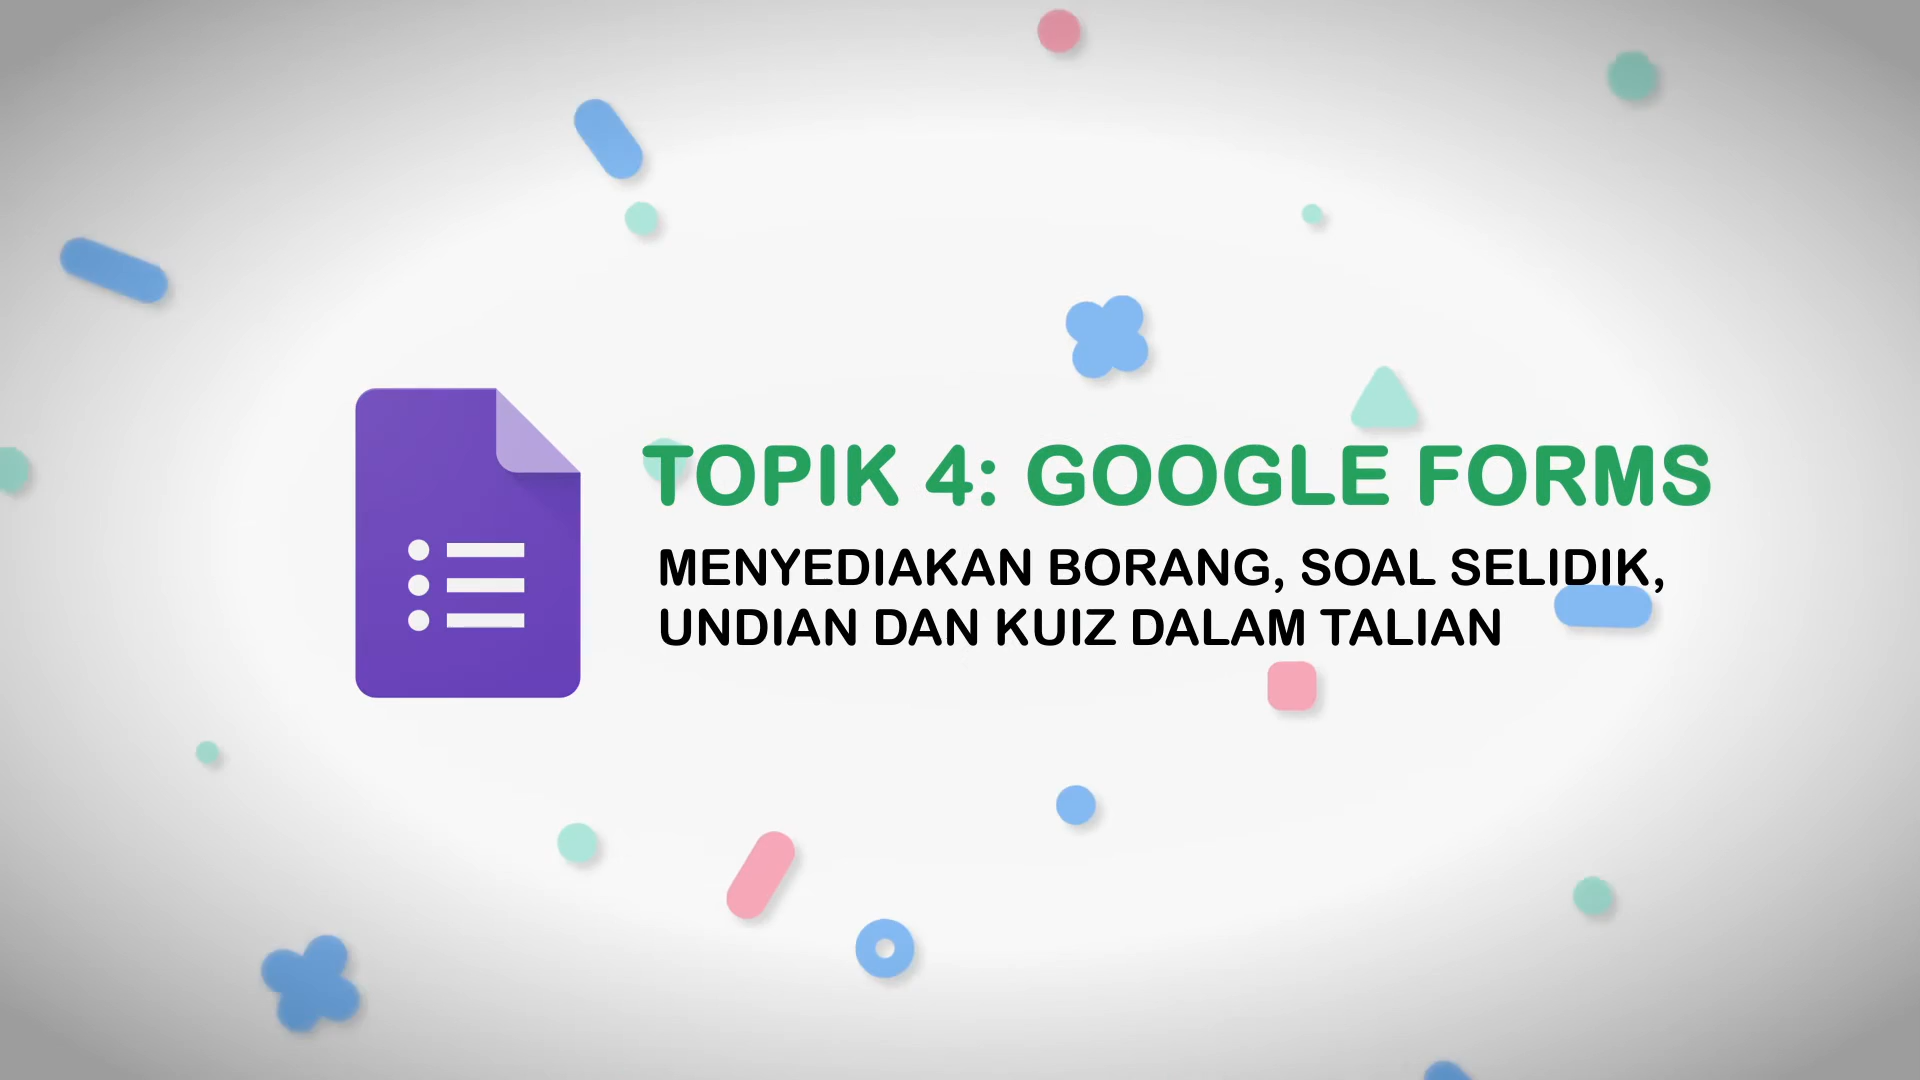 TOPIK 4: GOOGLE FORMS
MENYEDIAKAN BORANG, SOAL SELIDIK,
UNDIAN DAN KUIZ DALAM TALIAN